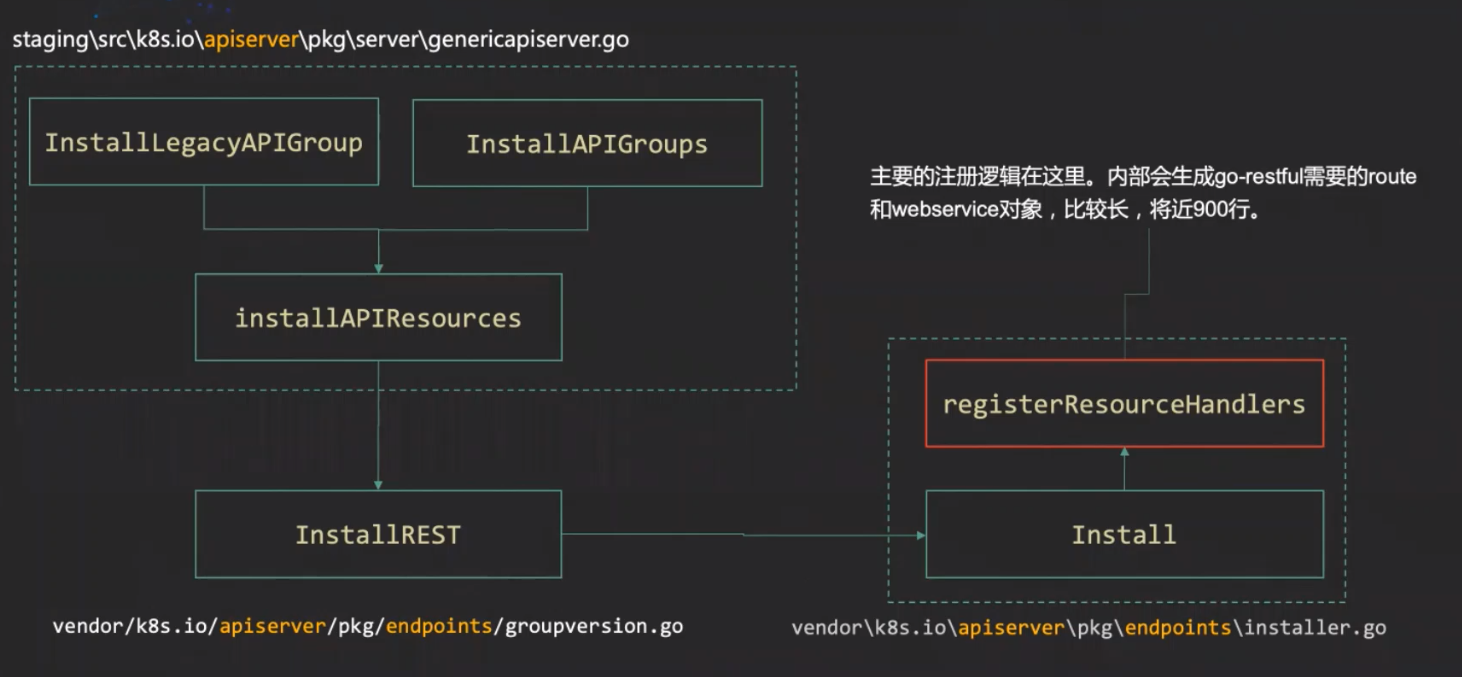 staging\src\k8s.io\apiserver\pkg\server\genericapiserver.go
InstallLegacyAPIGroup
InstallAPIGroups
主要的注册逻辑在这里。内部会生成go-restful需要的route
和webservice对象，比较长，将近900行。
installAPIResources
registerResourceHandlers
InstallREST
Install
vendor/k8s.io/apiserver/pkg/endpoints/groupversion.go
vendor\k8s.io\apiserver\pkg\endpoints\installer.go